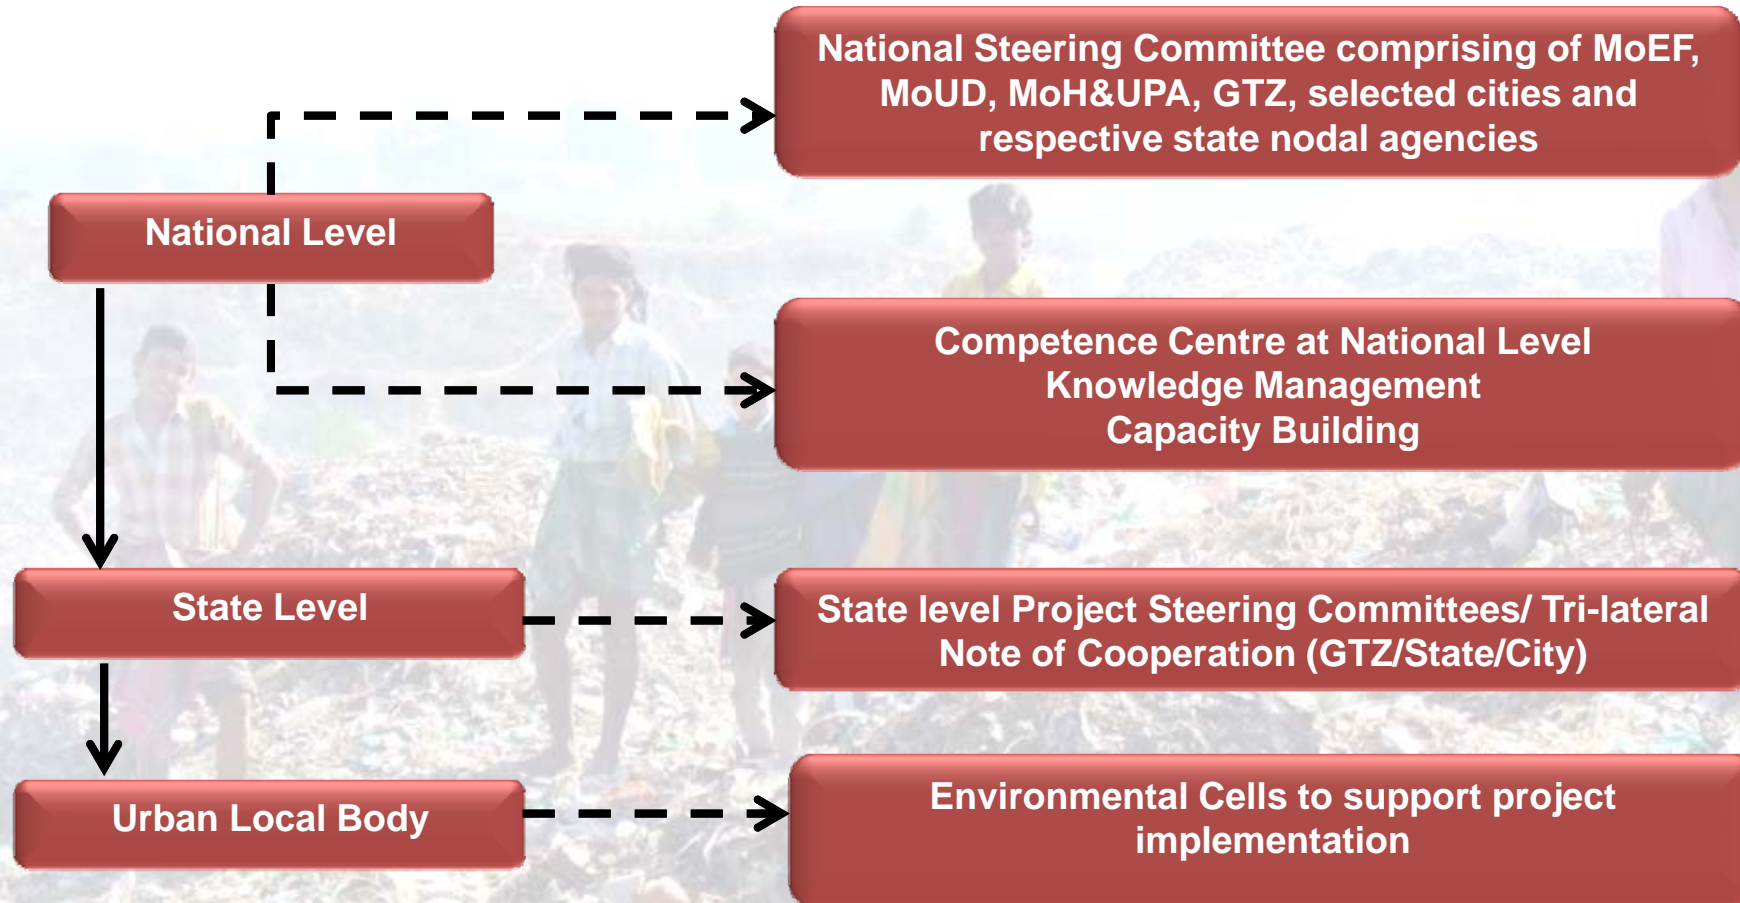 National Steering Committee comprising of MoEF,
MoUD, MoH&UPA, GTZ, selected cities and
respective state nodal agencies
National Level
Competence Centre at National Level
Knowledge Management
Capacity Building
State Level
State level Project Steering Committees/ Tri-lateral
Note of Cooperation (GTZ/State/City)
Urban Local Body
Environmental Cells to support project
implementation